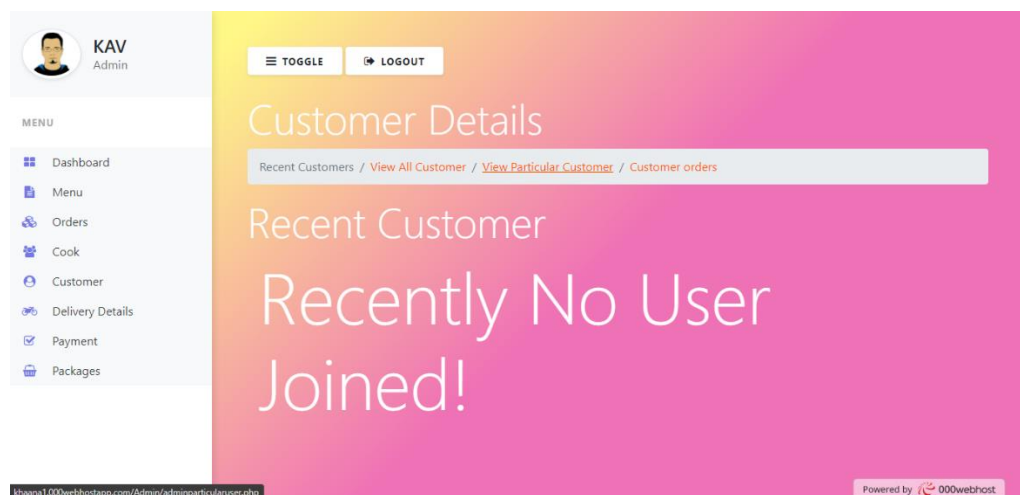 KAV
Admin
MENU
Dashboard
Menu
Orders
Cook
Customer
Delivery Details
Payment
Packages
TOGGLE
LOGOUT
Customer Details
Recent Customers / View All Customer / View Particular Customer / Customer orders
Recent Customer
Recently No User
Joined!
khaana1.000webhostapp.com/Admin/adminparticularuser.php
Powered by 000webhost